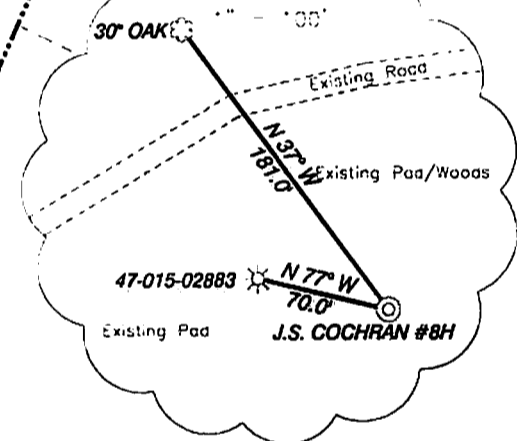 30" OAK
Existing Road
N 37° W
181.0'
Existing Pad/Woods
47-015-02883
N 77° W
70.0'
Existing Pad
J.S. COCHRAN #8H